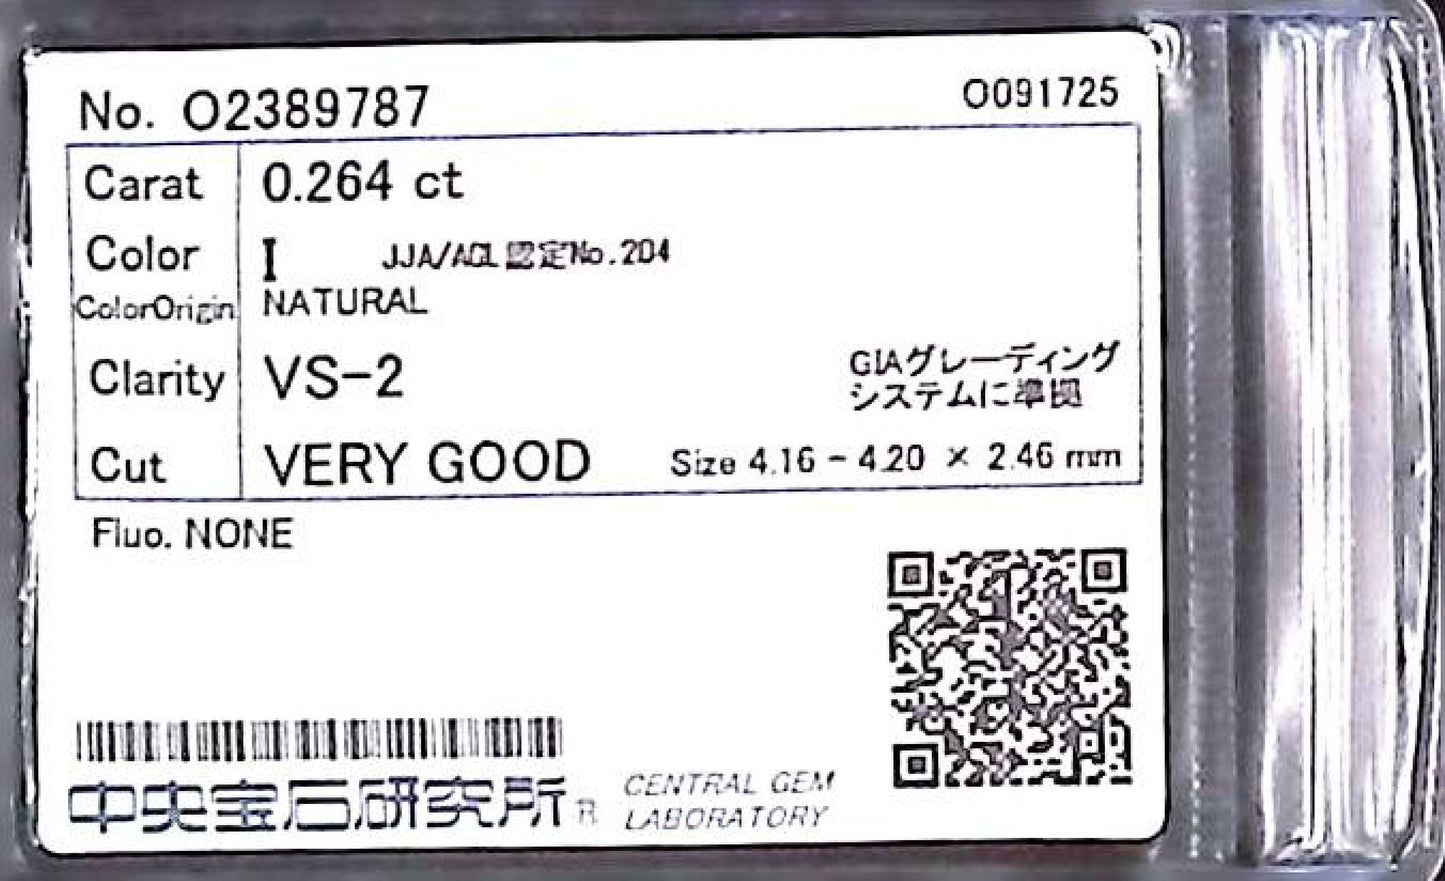 No. O2389787 O091725
Carat 0.264 ct
Color I JJA/AGL認定No.204
ColorOrigin NATURAL
Clarity VS-2 GIAグレーディング
システムに準拠
Cut VERY GOOD Size 4.16 - 4.20 × 2.46 mm
Fluo. NONE
中央宝石研究所® CENTRAL GEM
LABORATORY